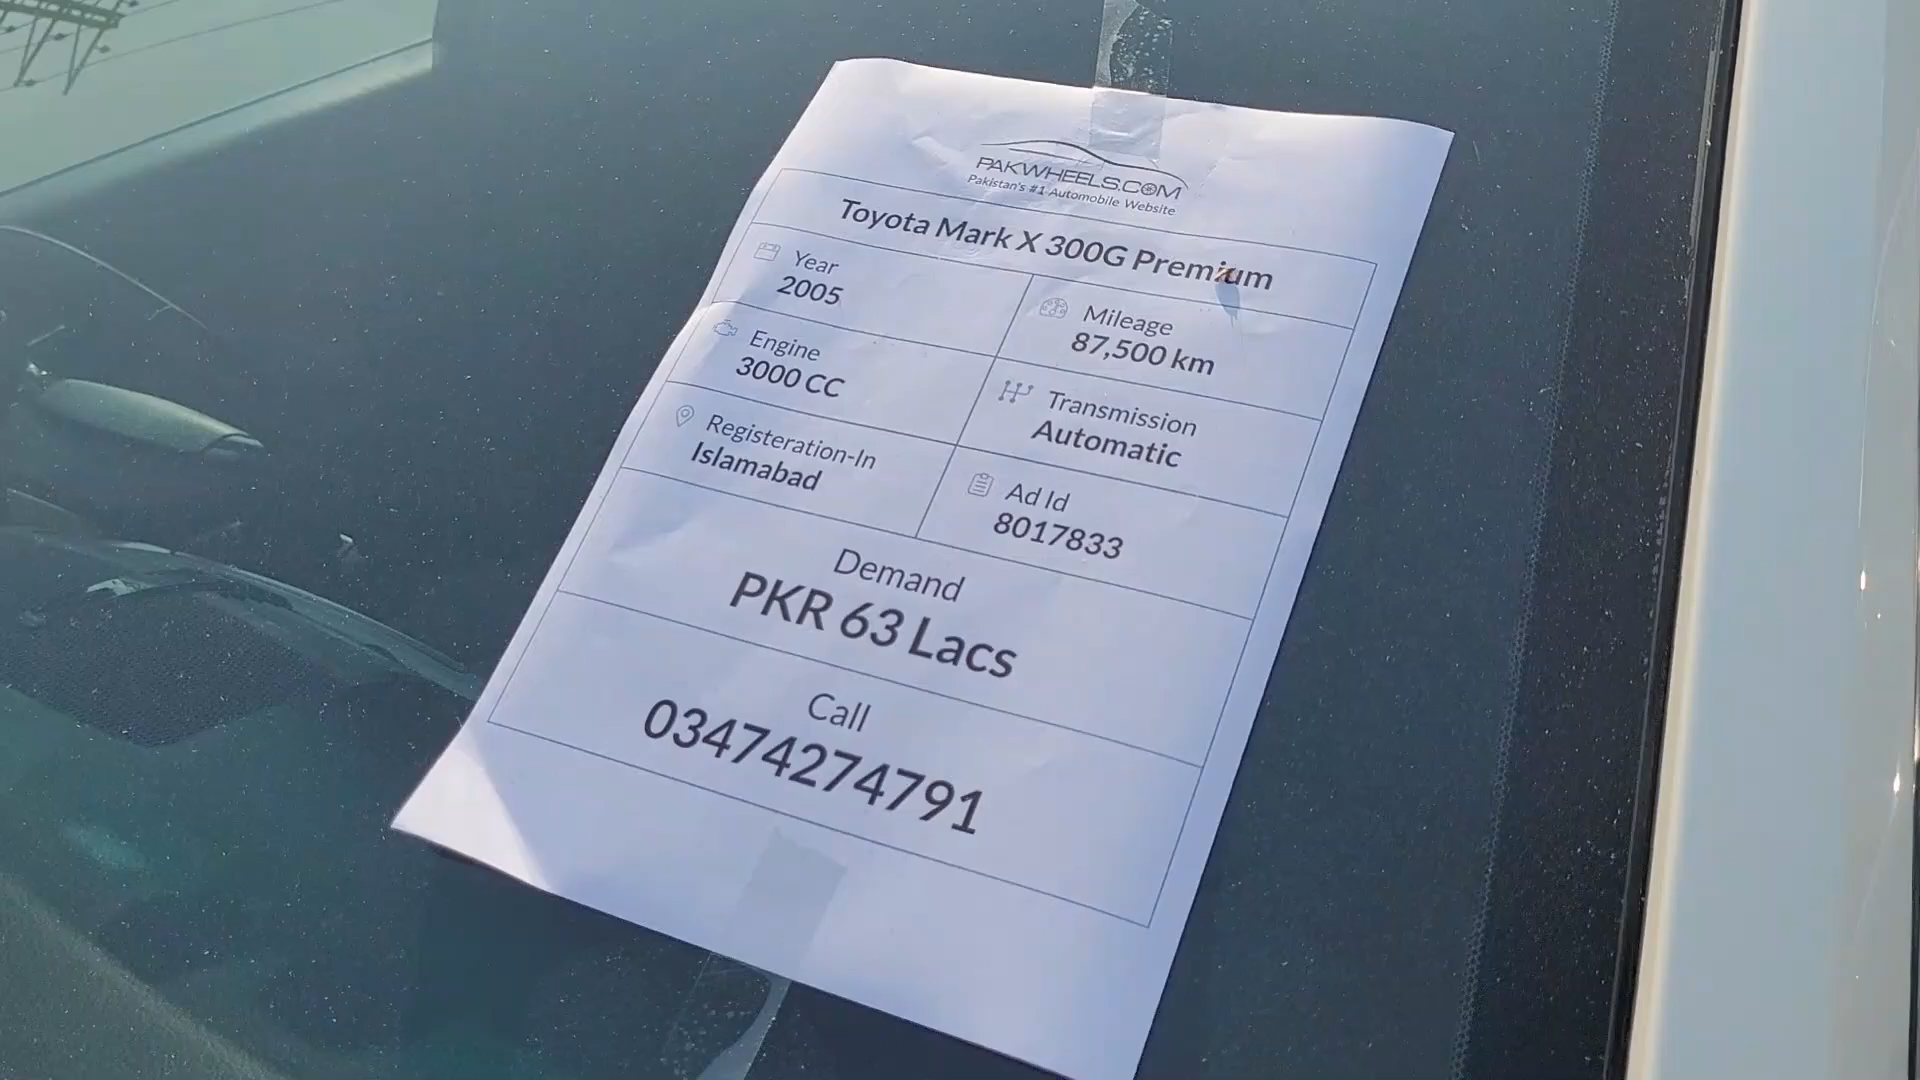 PAKWHEELS.COM
Pakistan's #1 Automobile Website
Toyota Mark X 300G Premium
Year
2005
Mileage
87,500 km
Engine
3000 CC
Transmission
Automatic
Registeration-In
Islamabad
Ad Id
8017833
Demand
PKR 63 Lacs
Call
03474274791